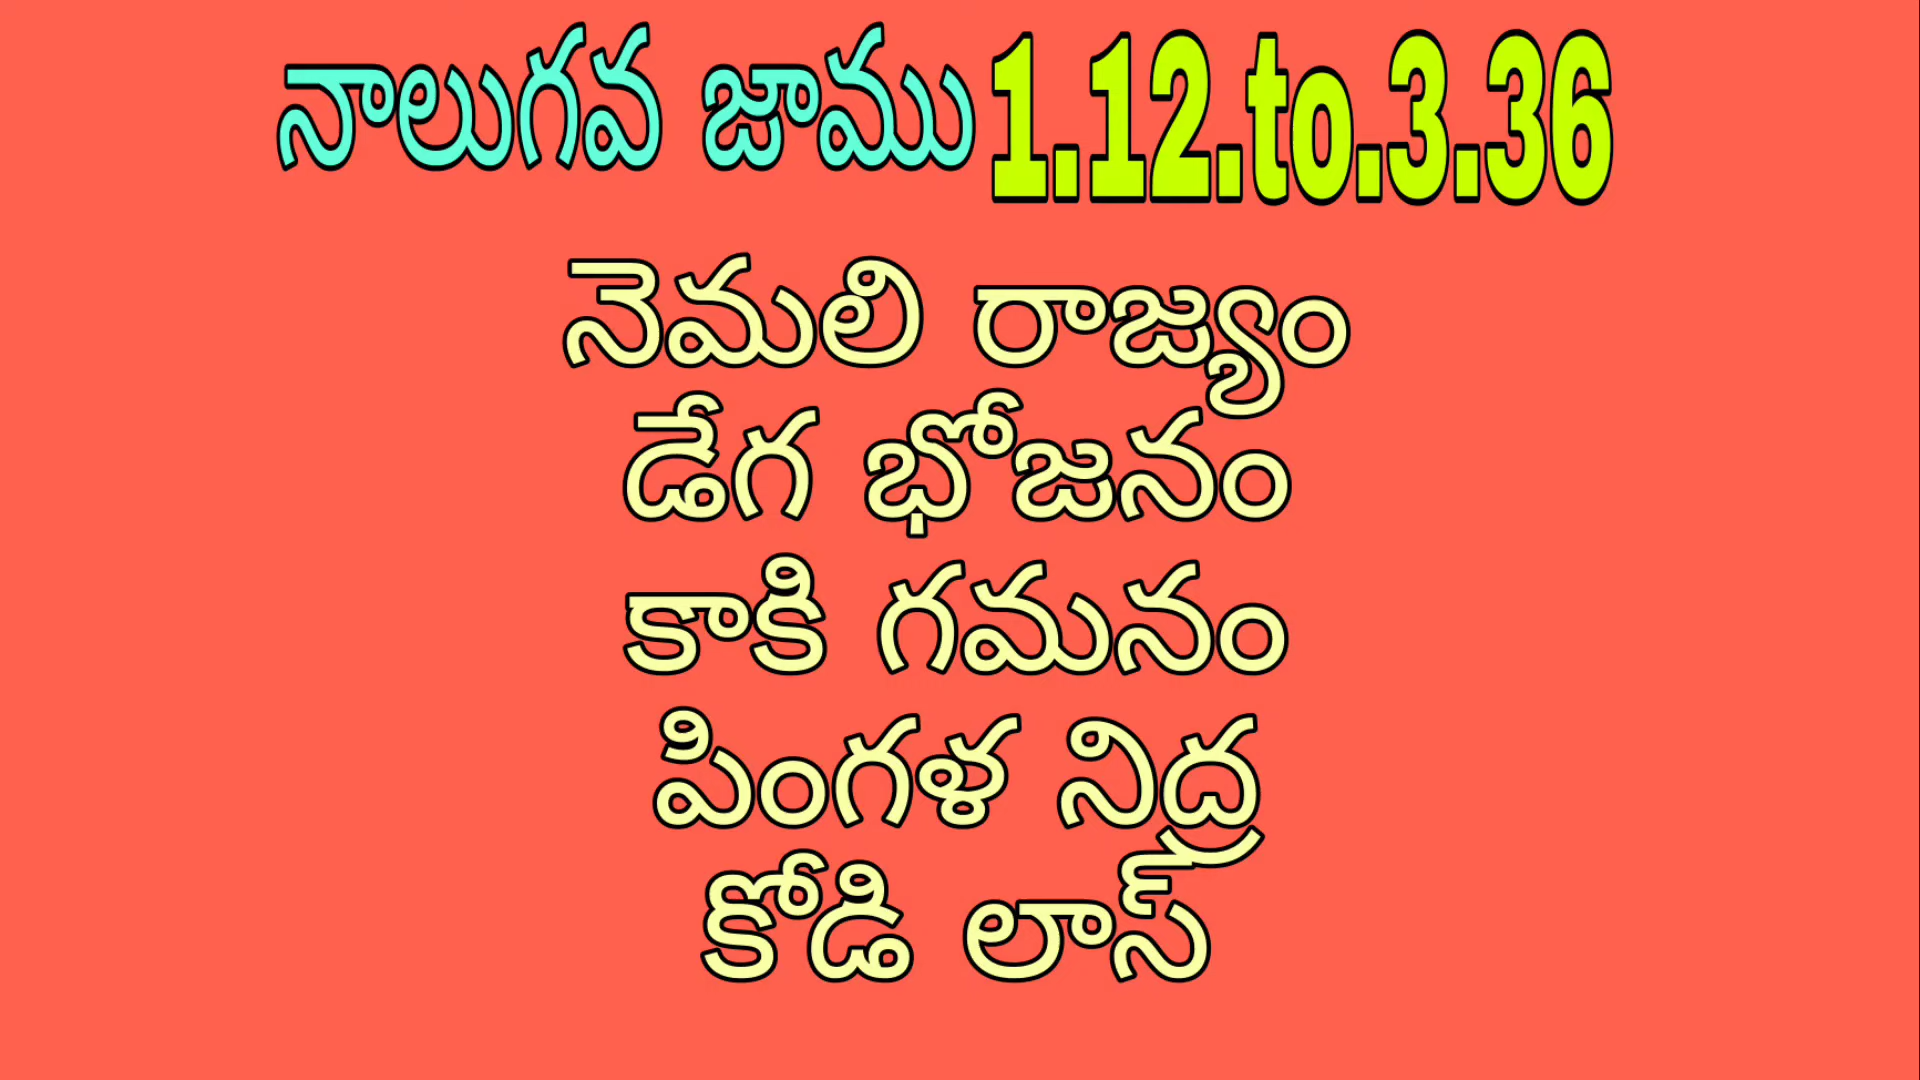 నాలుగవ జాము 1.12.to.3.36
నెమలి రాజ్యం
డేగ భోజనం
కాకి గమనం
పింగళ నిద్ర
కోడి లాస్